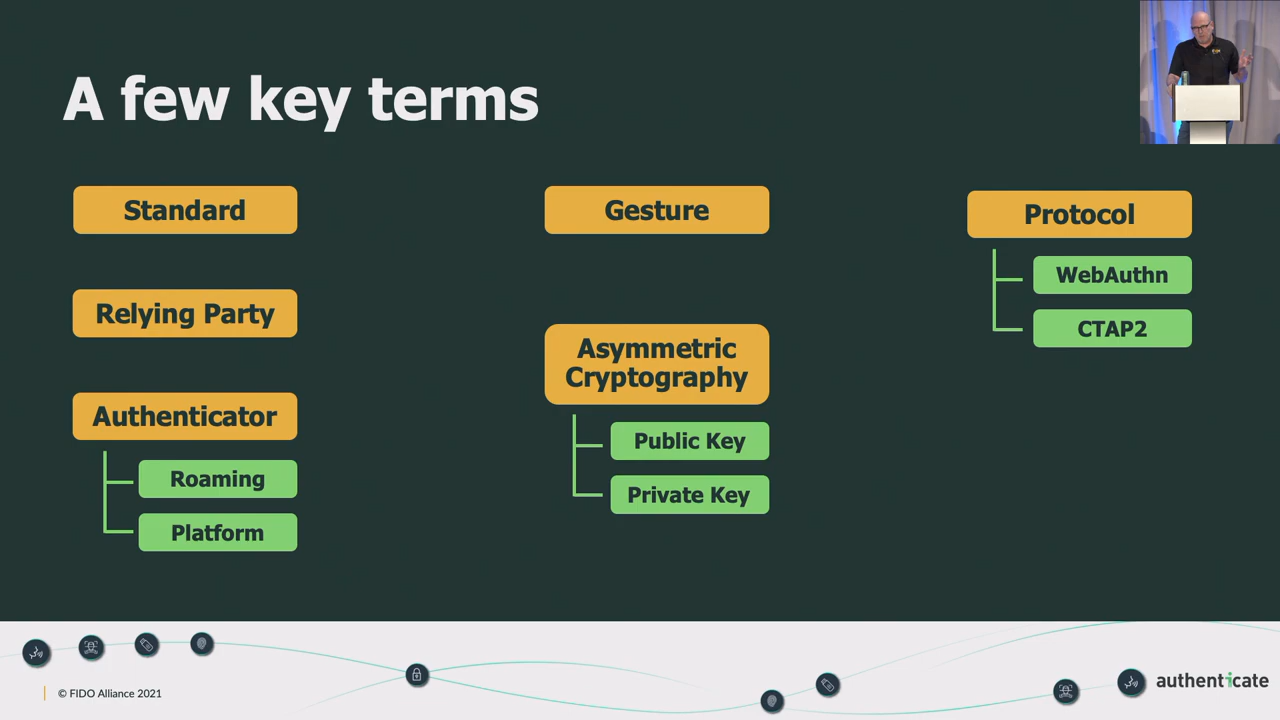 A few key terms
Standard
Relying Party
Authenticator
Roaming
Platform
Gesture
Asymmetric
Cryptography
Public Key
Private Key
Protocol
WebAuthn
CTAP2
© FIDO Alliance 2021
authenticate